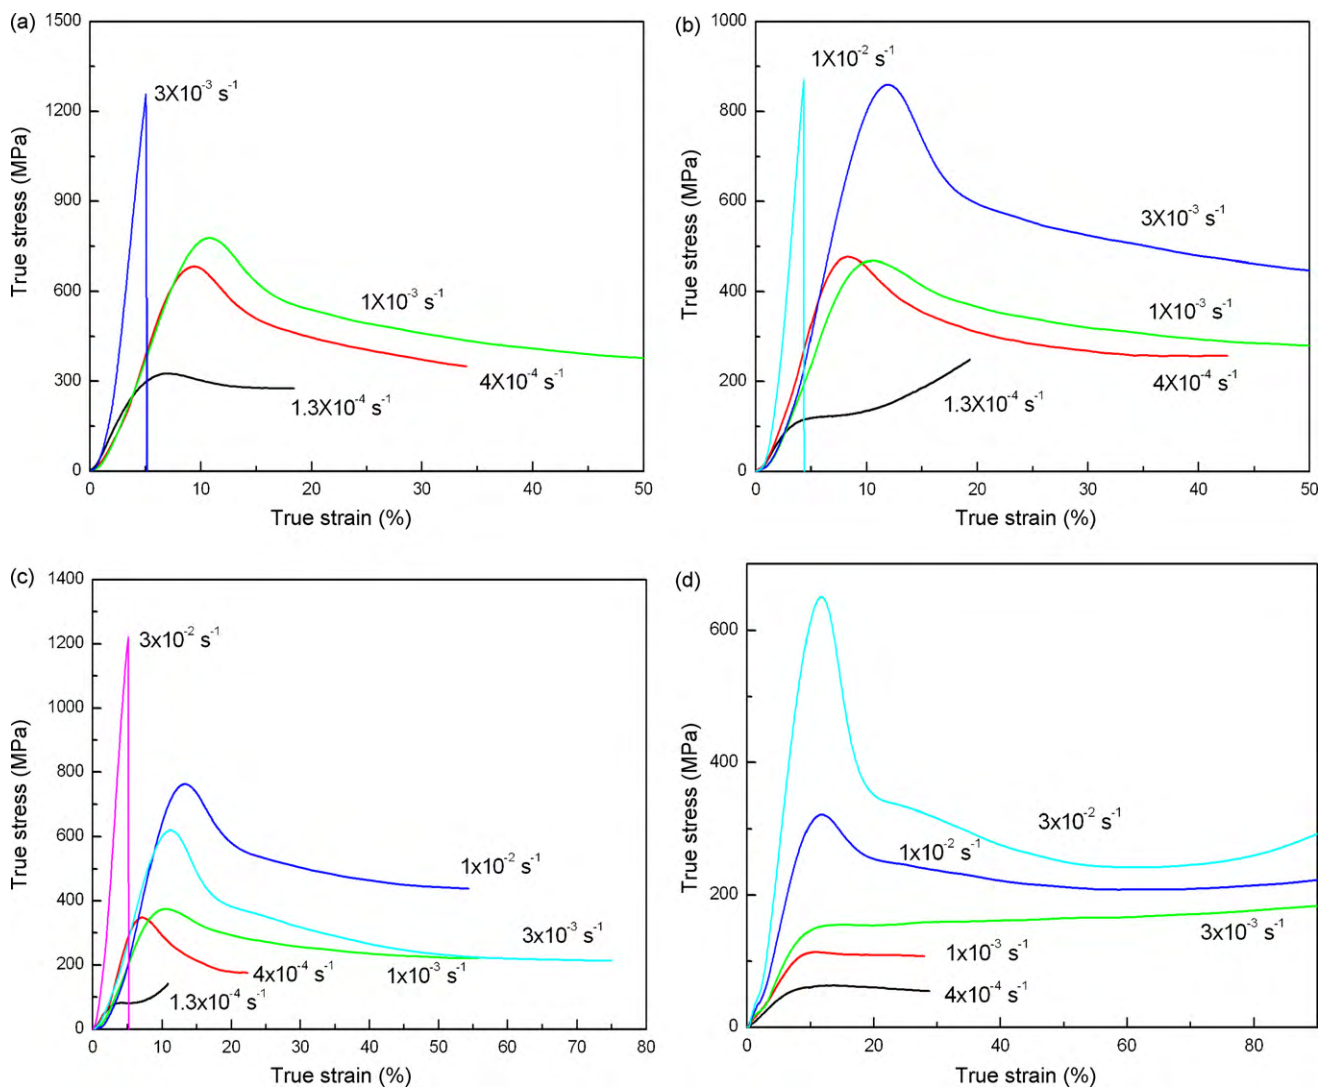 (a)
1500
1200
900
600
300
0
True stress (MPa)
3X10⁻³ s⁻¹
1X10⁻³ s⁻¹
4X10⁻⁴ s⁻¹
1.3X10⁻⁴ s⁻¹
0 10 20 30 40 50
True strain (%)
(b)
1000
800
600
400
200
0
True stress (MPa)
1X10⁻² s⁻¹
3X10⁻³ s⁻¹
1X10⁻³ s⁻¹
4X10⁻⁴ s⁻¹
1.3X10⁻⁴ s⁻¹
0 10 20 30 40 50
True strain (%)
(c)
1400
1200
1000
800
600
400
200
0
True stress (MPa)
3x10⁻² s⁻¹
1x10⁻² s⁻¹
3x10⁻³ s⁻¹
1x10⁻³ s⁻¹
4x10⁻⁴ s⁻¹
1.3x10⁻⁴ s⁻¹
0 10 20 30 40 50 60 70 80
True strain (%)
(d)
600
400
200
0
True stress (MPa)
3x10⁻² s⁻¹
1x10⁻² s⁻¹
3x10⁻³ s⁻¹
1x10⁻³ s⁻¹
4x10⁻⁴ s⁻¹
0 20 40 60 80
True strain (%)